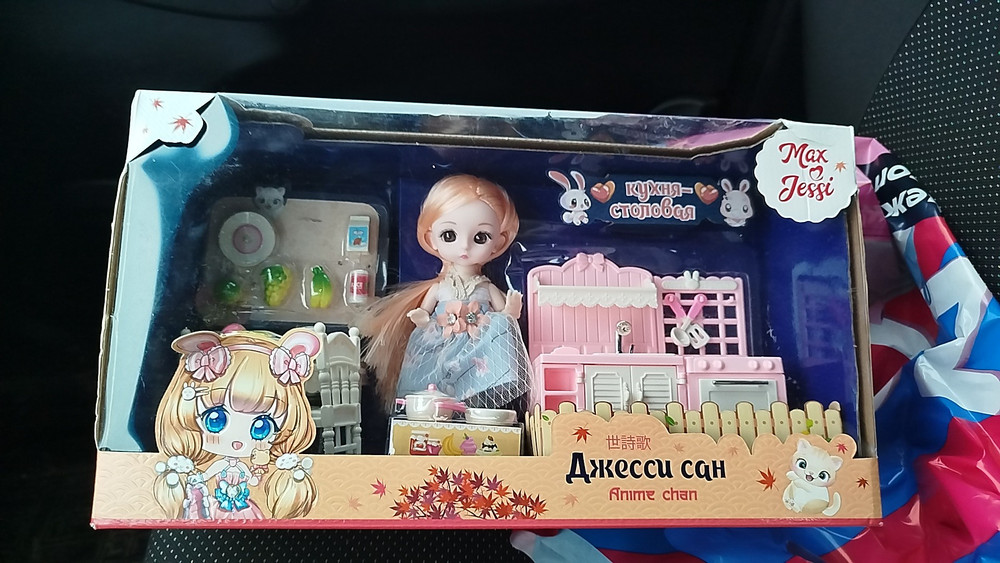 Max
Jessi
кухня-
столовая
世詩歌
Джесси сан
Anime chan